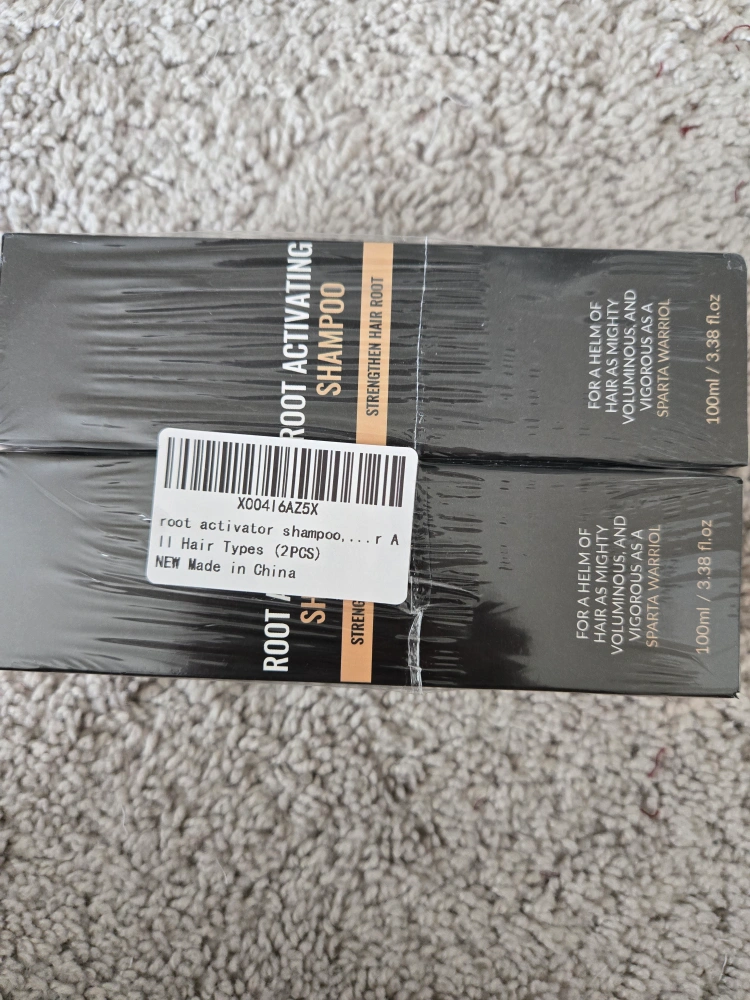 ROOT ACTIVATING
SHAMPOO
STRENGTHEN HAIR ROOT
FOR A HELM OF
HAIR AS MIGHTY
VOLUMINOUS, AND
VIGOROUS AS A
SPARTA WARRIOL
100ml / 3.38 fl.oz
X004I6AZ5X
root activator shampoo,...r A
ll Hair Types (2PCS)
NEW Made in China
ROOT A
SH
STRENG
FOR A HELM OF
HAIR AS MIGHTY
VOLUMINOUS, AND
VIGOROUS AS A
SPARTA WARRIOL
100ml / 3.38 fl.oz